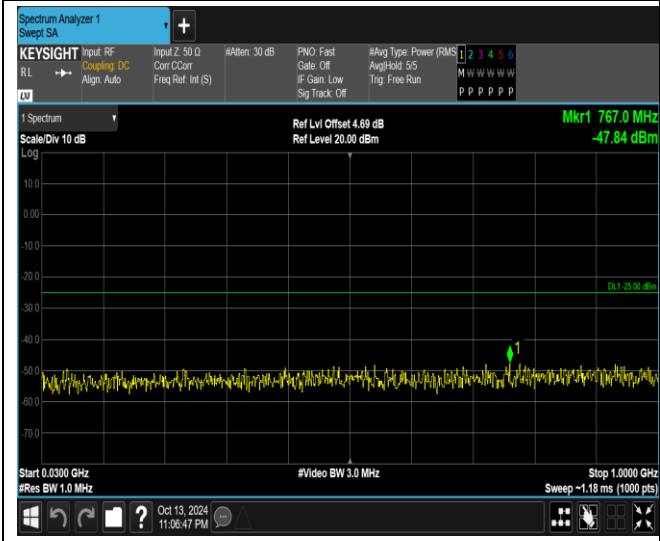 Spectrum Analyzer 1
Swept SA
+
KEYSIGHT
RL
LXI
Input: RF
Coupling: DC
Align: Auto
Input Z: 50 Ω
Corr CCorr
Freq Ref: Int (S)
#Atten: 30 dB
PNO: Fast
Gate: Off
IF Gain: Low
Sig Track: Off
#Avg Type: Power (RMS
Avg|Hold: 5/5
Trig: Free Run
1 2 3 4 5 6
M W W W W W
P P P P P P
1 Spectrum
Scale/Div 10 dB
Log
Ref Lvl Offset 4.69 dB
Ref Level 20.00 dBm
Mkr1 767.0 MHz
-47.84 dBm
10.0
0.00
-10.0
-20.0
DL1 -25.00 dBm
-30.0
-40.0
1
-50.0
-60.0
-70.0
Start 0.0300 GHz
#Res BW 1.0 MHz
#Video BW 3.0 MHz
Stop 1.0000 GHz
Sweep ~1.18 ms (1000 pts)
?
Oct 13, 2024
11:06:47 PM